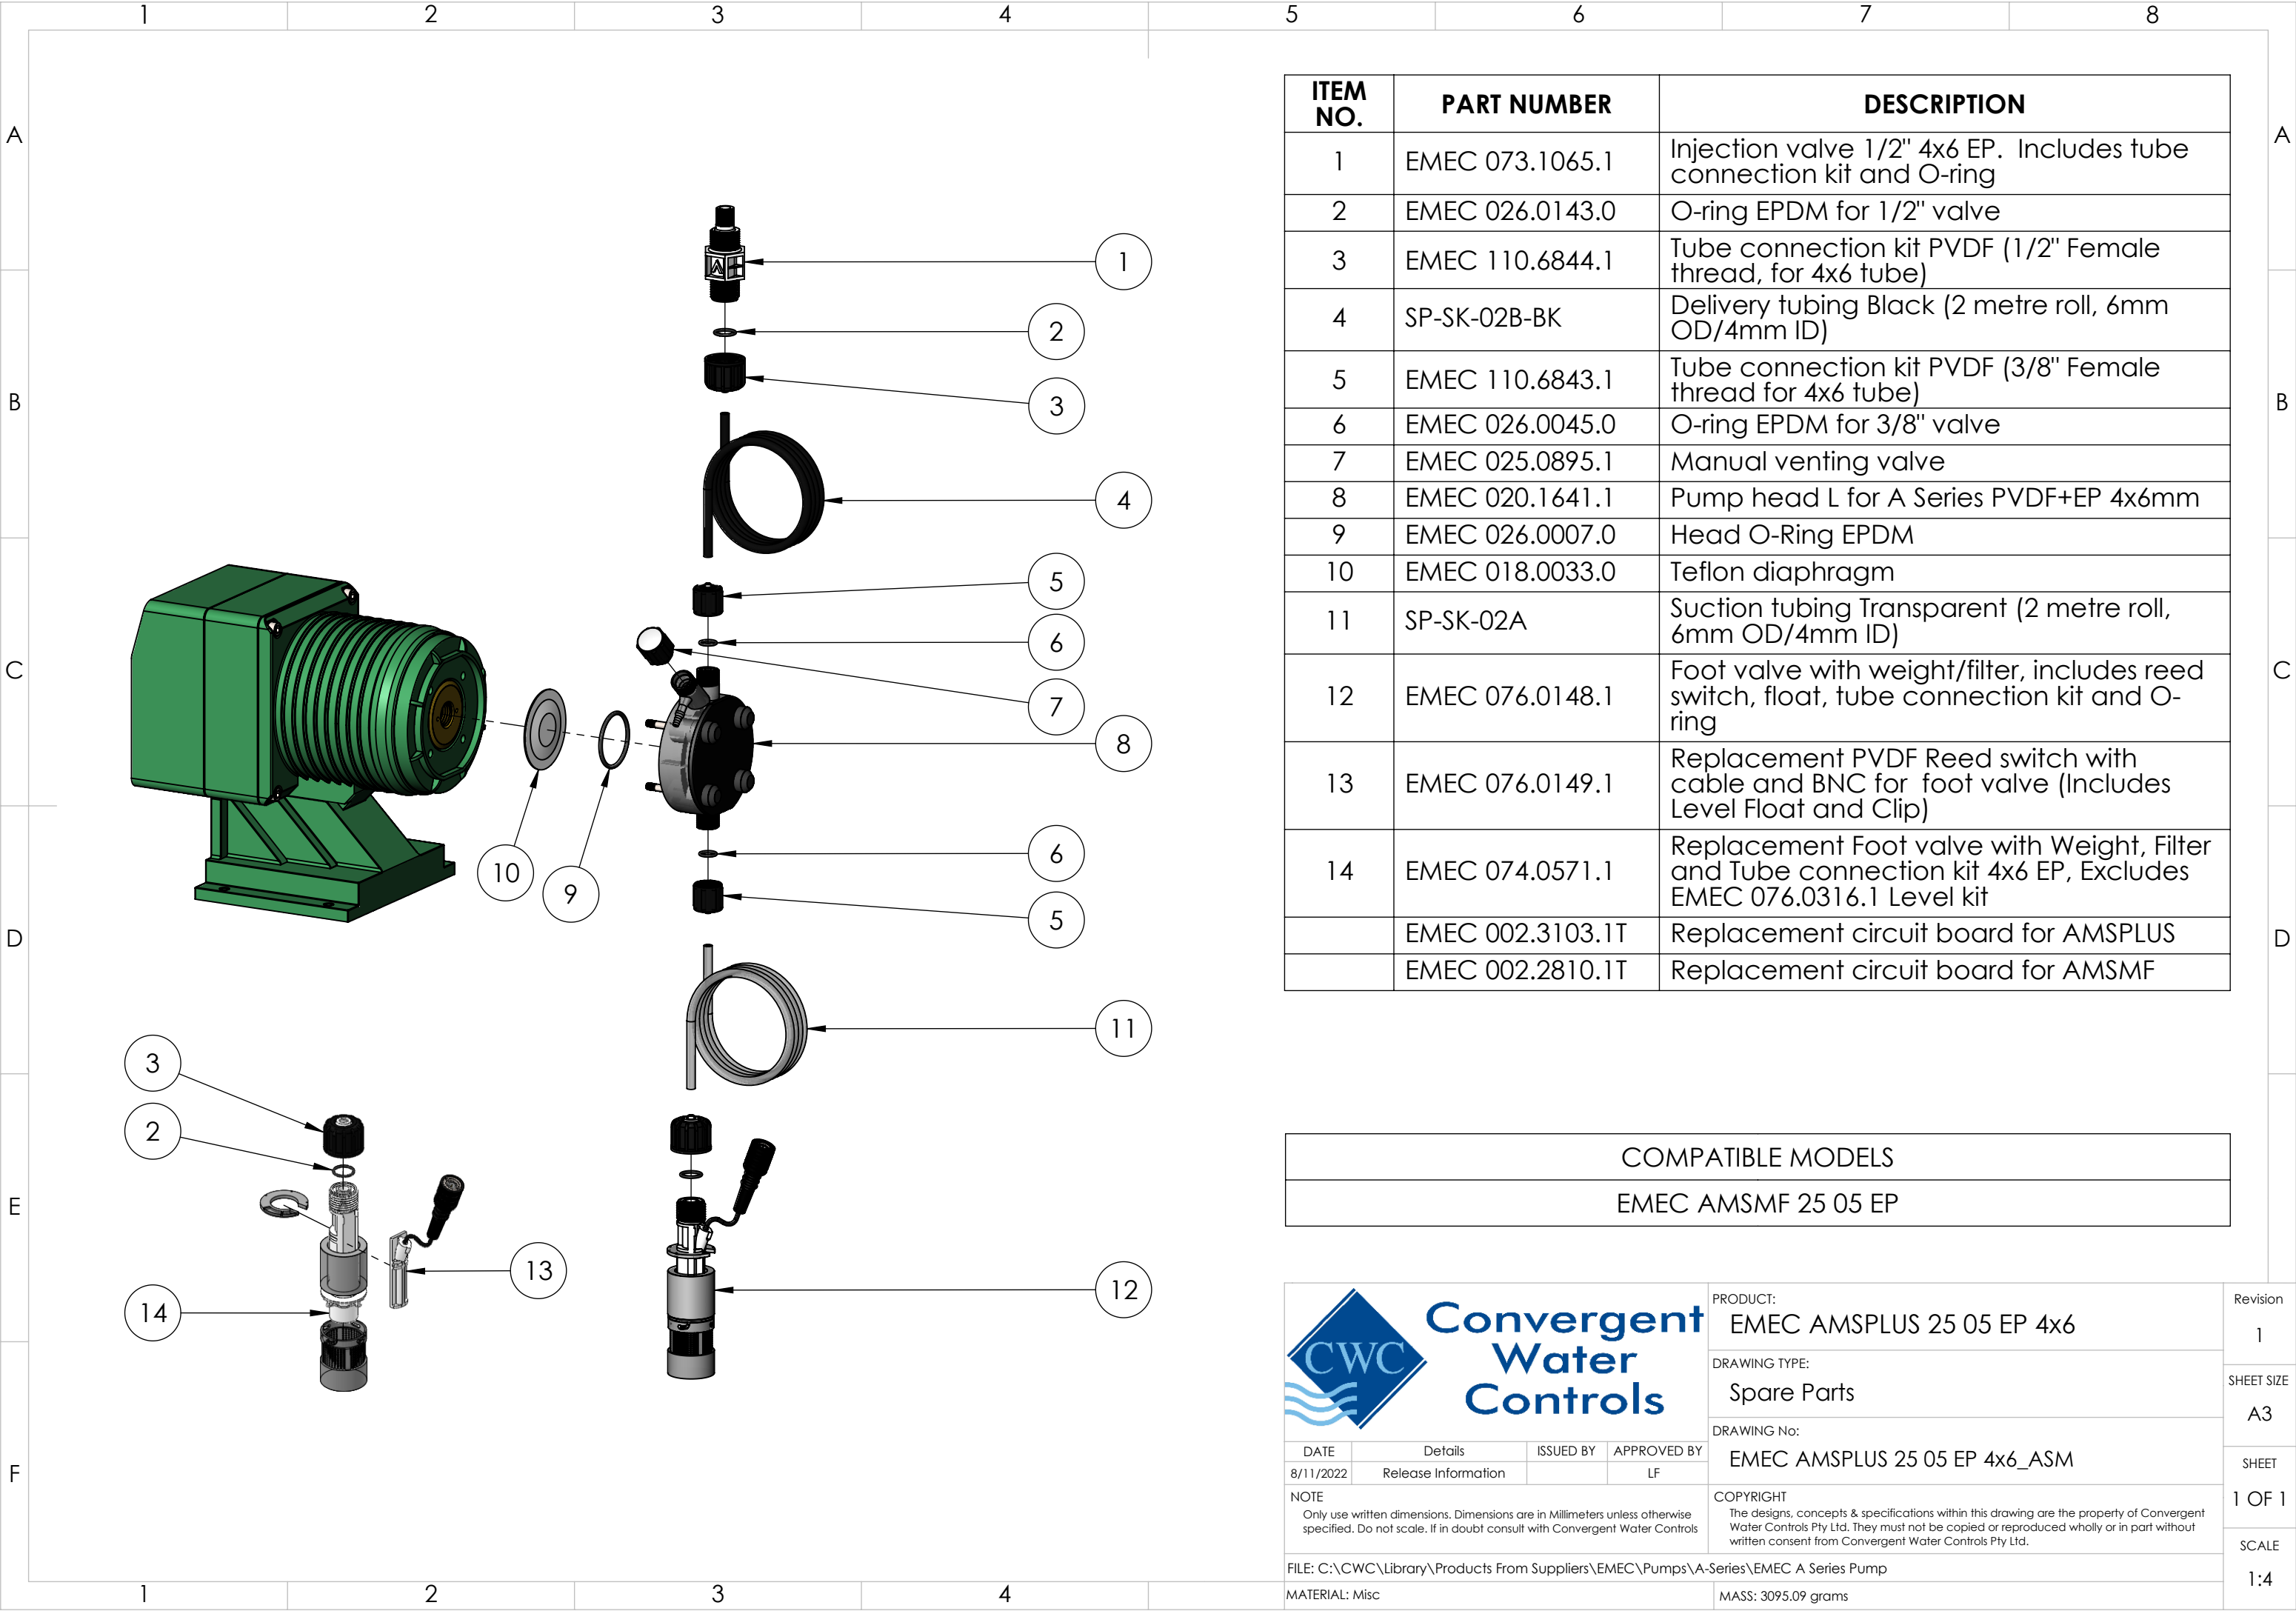 1 2 3 4 5 6 7 8
A A
B B
C C
D D
E E
F
1 2 3 4
1
2
3
4
5
6
7
8
10
9
6
5
11
3
2
13
14
12
ITEM NO. PART NUMBER DESCRIPTION
1 EMEC 073.1065.1 Injection valve 1/2" 4x6 EP. Includes tube
connection kit and O-ring
2 EMEC 026.0143.0 O-ring EPDM for 1/2" valve
3 EMEC 110.6844.1 Tube connection kit PVDF (1/2" Female
thread, for 4x6 tube)
4 SP-SK-02B-BK Delivery tubing Black (2 metre roll, 6mm
OD/4mm ID)
5 EMEC 110.6843.1 Tube connection kit PVDF (3/8" Female
thread for 4x6 tube)
6 EMEC 026.0045.0 O-ring EPDM for 3/8" valve
7 EMEC 025.0895.1 Manual venting valve
8 EMEC 020.1641.1 Pump head L for A Series PVDF+EP 4x6mm
9 EMEC 026.0007.0 Head O-Ring EPDM
10 EMEC 018.0033.0 Teflon diaphragm
11 SP-SK-02A Suction tubing Transparent (2 metre roll,
6mm OD/4mm ID)
12 EMEC 076.0148.1 Foot valve with weight/filter, includes reed
switch, float, tube connection kit and O-
ring
13 EMEC 076.0149.1 Replacement PVDF Reed switch with
cable and BNC for foot valve (Includes
Level Float and Clip)
14 EMEC 074.0571.1 Replacement Foot valve with Weight, Filter
and Tube connection kit 4x6 EP, Excludes
EMEC 076.0316.1 Level kit
EMEC 002.3103.1T Replacement circuit board for AMSPLUS
EMEC 002.2810.1T Replacement circuit board for AMSMF
COMPATIBLE MODELS
EMEC AMSMF 25 05 EP
CWC
Convergent
Water
Controls
PRODUCT:
EMEC AMSPLUS 25 05 EP 4x6
DRAWING TYPE:
Spare Parts
DRAWING No:
EMEC AMSPLUS 25 05 EP 4x6_ASM
Revision
1
SHEET SIZE
A3
SHEET
1 OF 1
SCALE
1:4
DATE Details ISSUED BY APPROVED BY
8/11/2022 Release Information LF
NOTE
Only use written dimensions. Dimensions are in Millimeters unless otherwise
specified. Do not scale. If in doubt consult with Convergent Water Controls
COPYRIGHT
The designs, concepts & specifications within this drawing are the property of Convergent
Water Controls Pty Ltd. They must not be copied or reproduced wholly or in part without
written consent from Convergent Water Controls Pty Ltd.
FILE: C:\CWC\Library\Products From Suppliers\EMEC\Pumps\A-Series\EMEC A Series Pump
MATERIAL: Misc MASS: 3095.09 grams